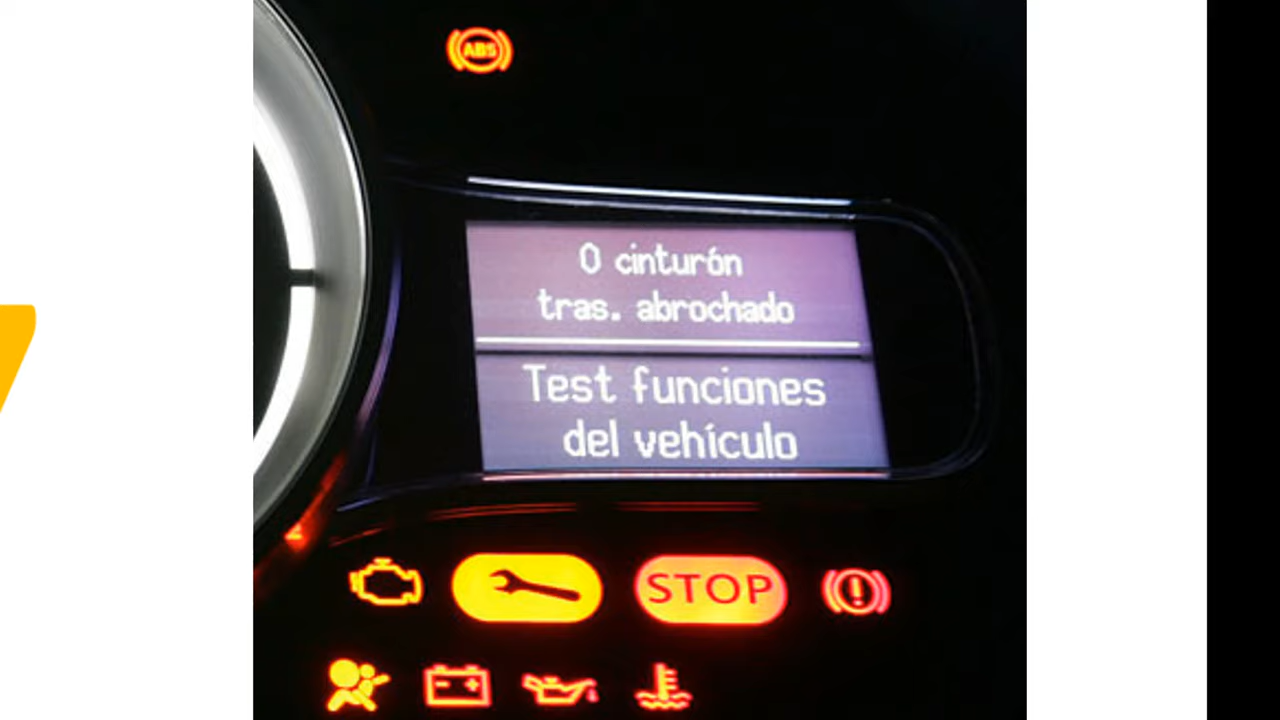 ABS
0 cinturón
tras. abrochado
Test funciones
del vehículo
STOP